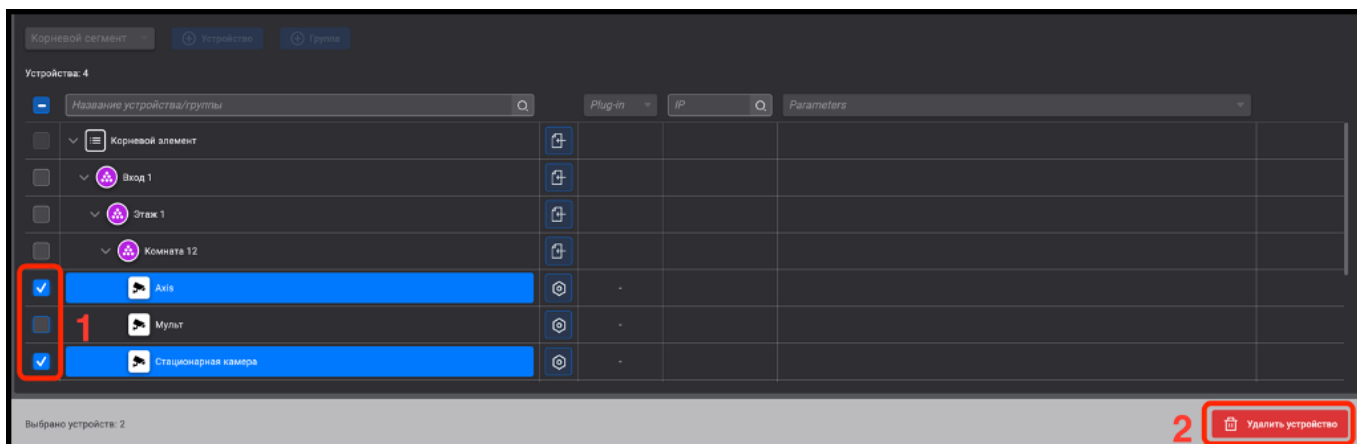 Корневой сегмент Устройство Группа
Устройства: 4
Название устройства/группы Plug-in IP Parameters
Корневой элемент
Вход 1
Этаж 1
Комната 12
Axis -
1 Мульт -
Стационарная камера -
Выбрано устройств: 2 2 Удалить устройство